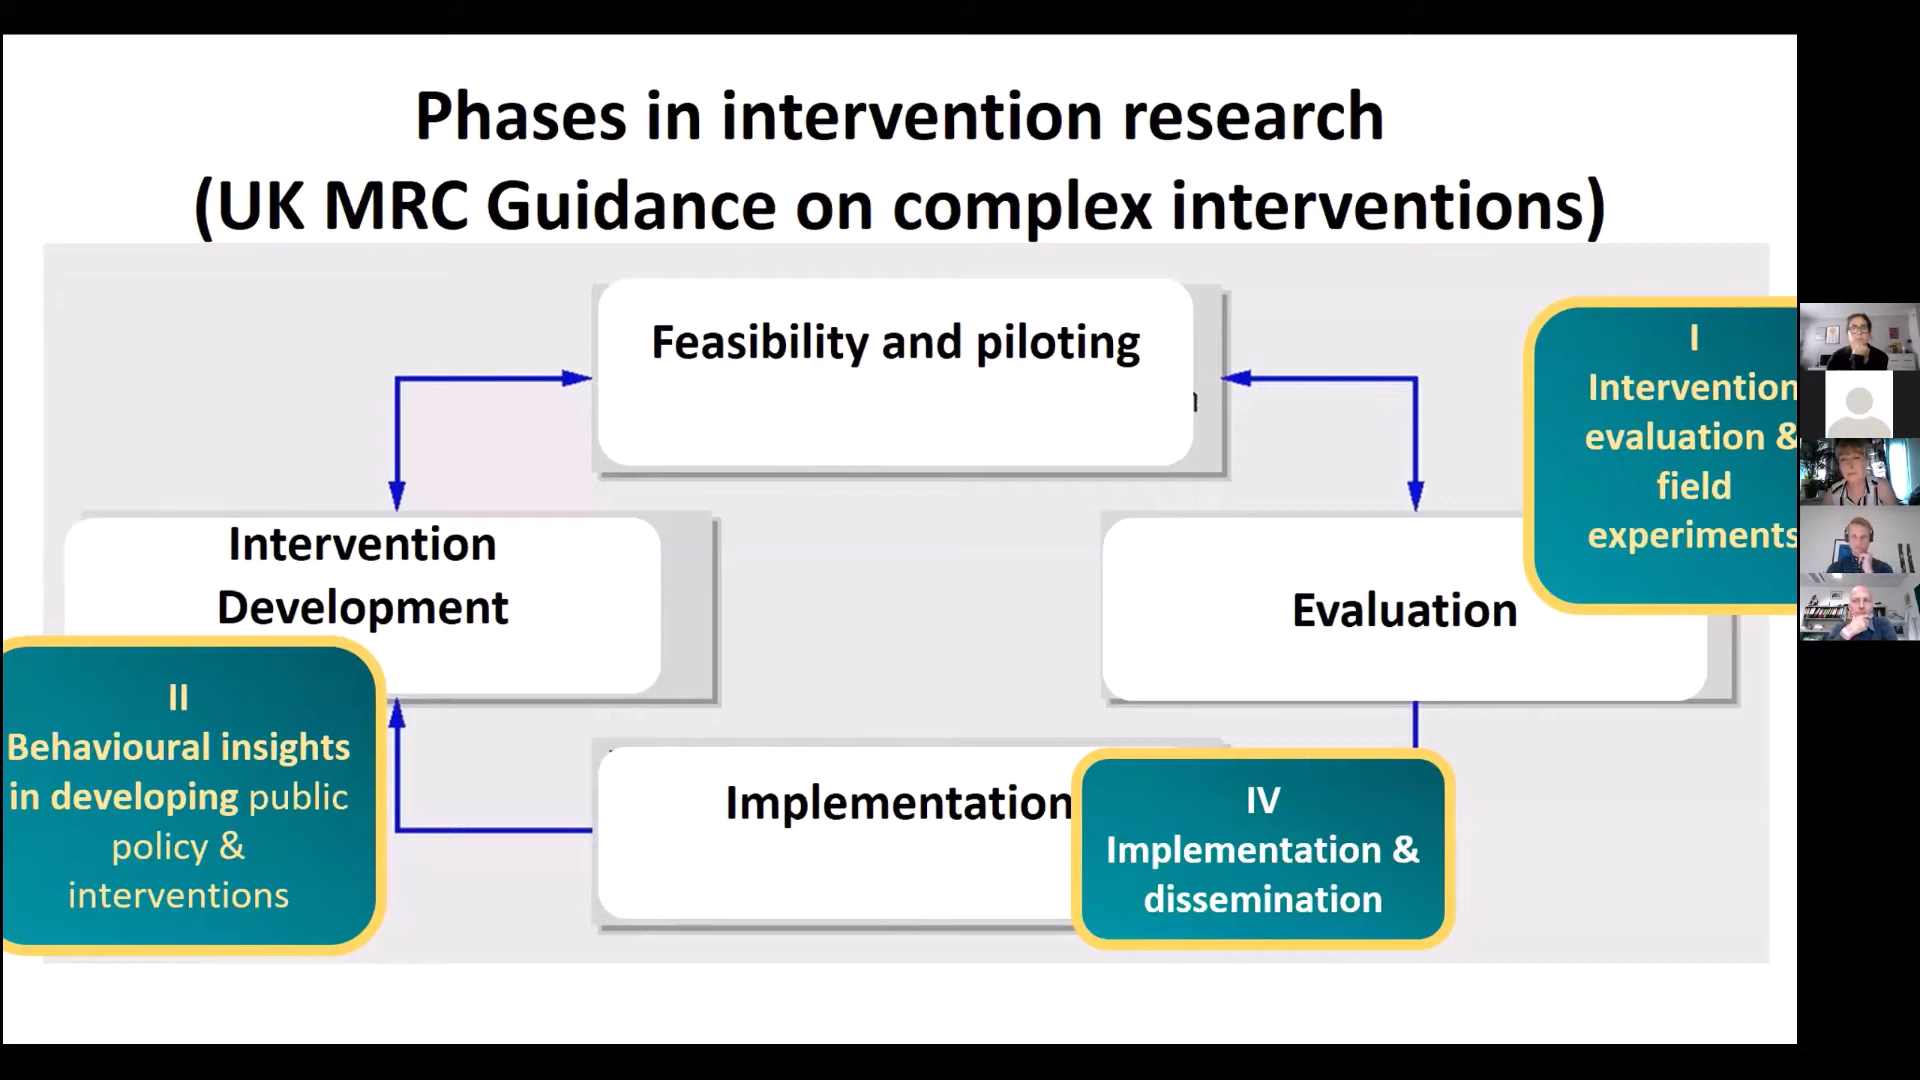 Phases in intervention research
(UK MRC Guidance on complex interventions)
Feasibility and piloting
n
I
Intervention
evaluation &
field
experiments
Intervention
Development
Evaluation
II
Behavioural insights
in developing public
policy &
interventions
Implementation
IV
Implementation &
dissemination